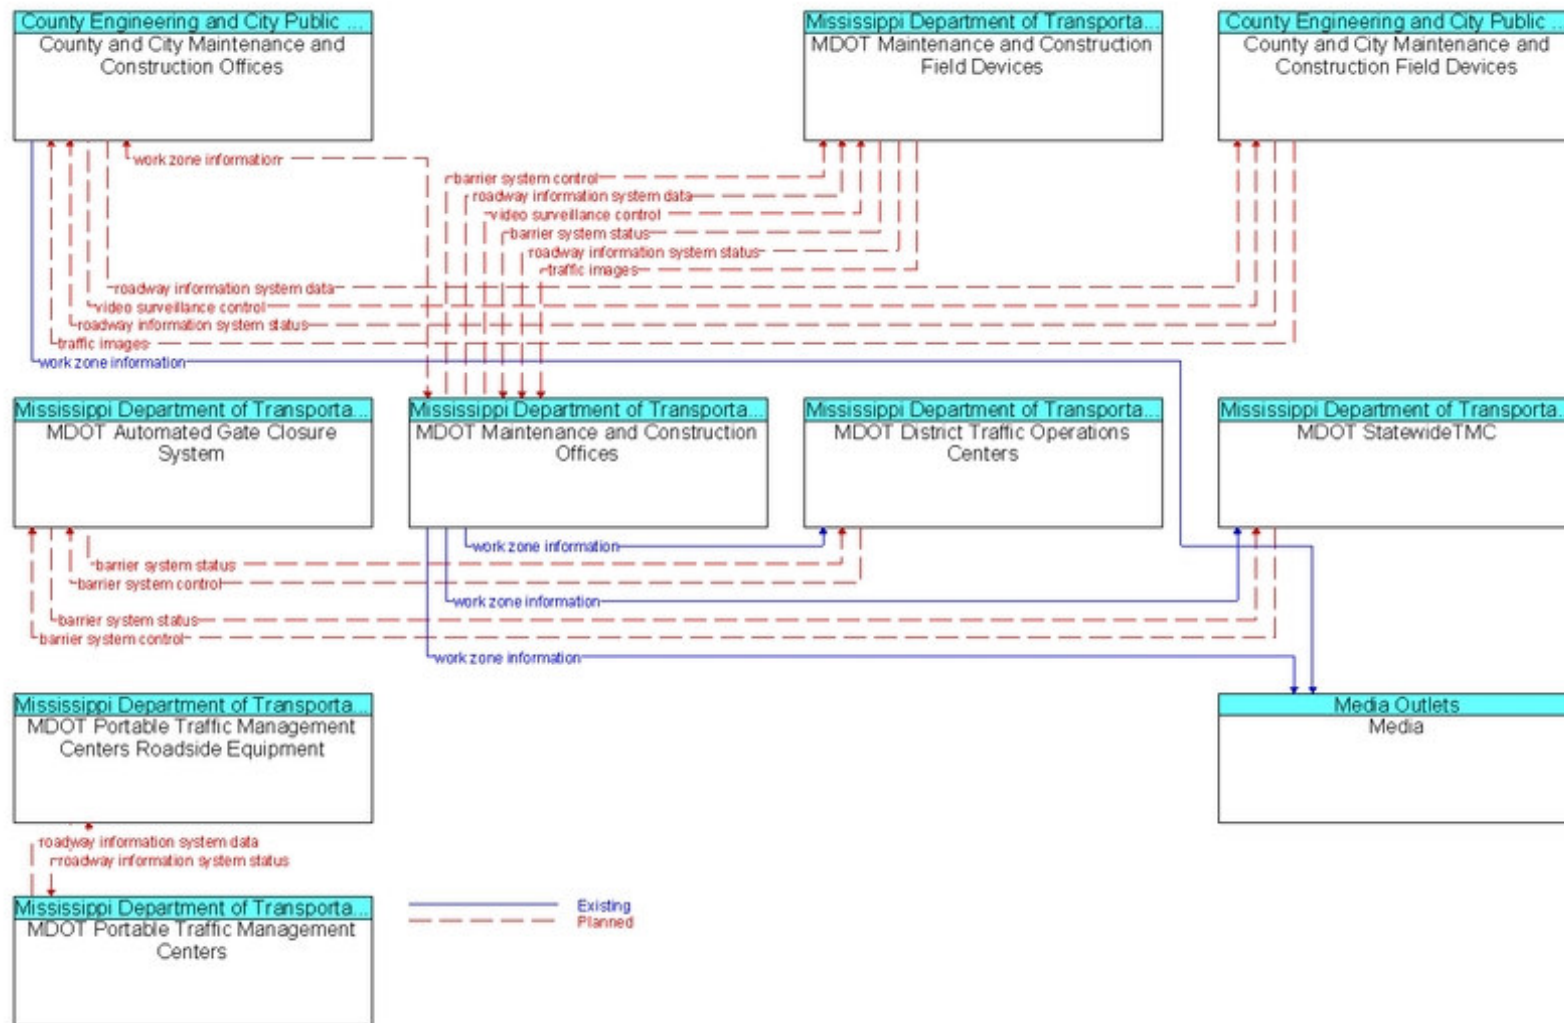 County Engineering and City Public ...
County and City Maintenance and
Construction Offices
Mississippi Department of Transporta...
MDOT Maintenance and Construction
Field Devices
County Engineering and City Public ...
County and City Maintenance and
Construction Field Devices
work zone information
barrier system control
roadway information system data
video surveillance control
barrier system status
roadway information system status
traffic images
roadway information system data
video surveillance control
roadway information system status
traffic images
work zone information
Mississippi Department of Transporta...
MDOT Automated Gate Closure
System
Mississippi Department of Transporta...
MDOT Maintenance and Construction
Offices
Mississippi Department of Transporta...
MDOT District Traffic Operations
Centers
Mississippi Department of Transporta...
MDOT StatewideTMC
work zone information
barrier system status
barrier system control
work zone information
barrier system status
barrier system control
work zone information
Mississippi Department of Transporta...
MDOT Portable Traffic Management
Centers Roadside Equipment
Media Outlets
Media
roadway information system data
roadway information system status
Mississippi Department of Transporta...
MDOT Portable Traffic Management
Centers
Existing
Planned